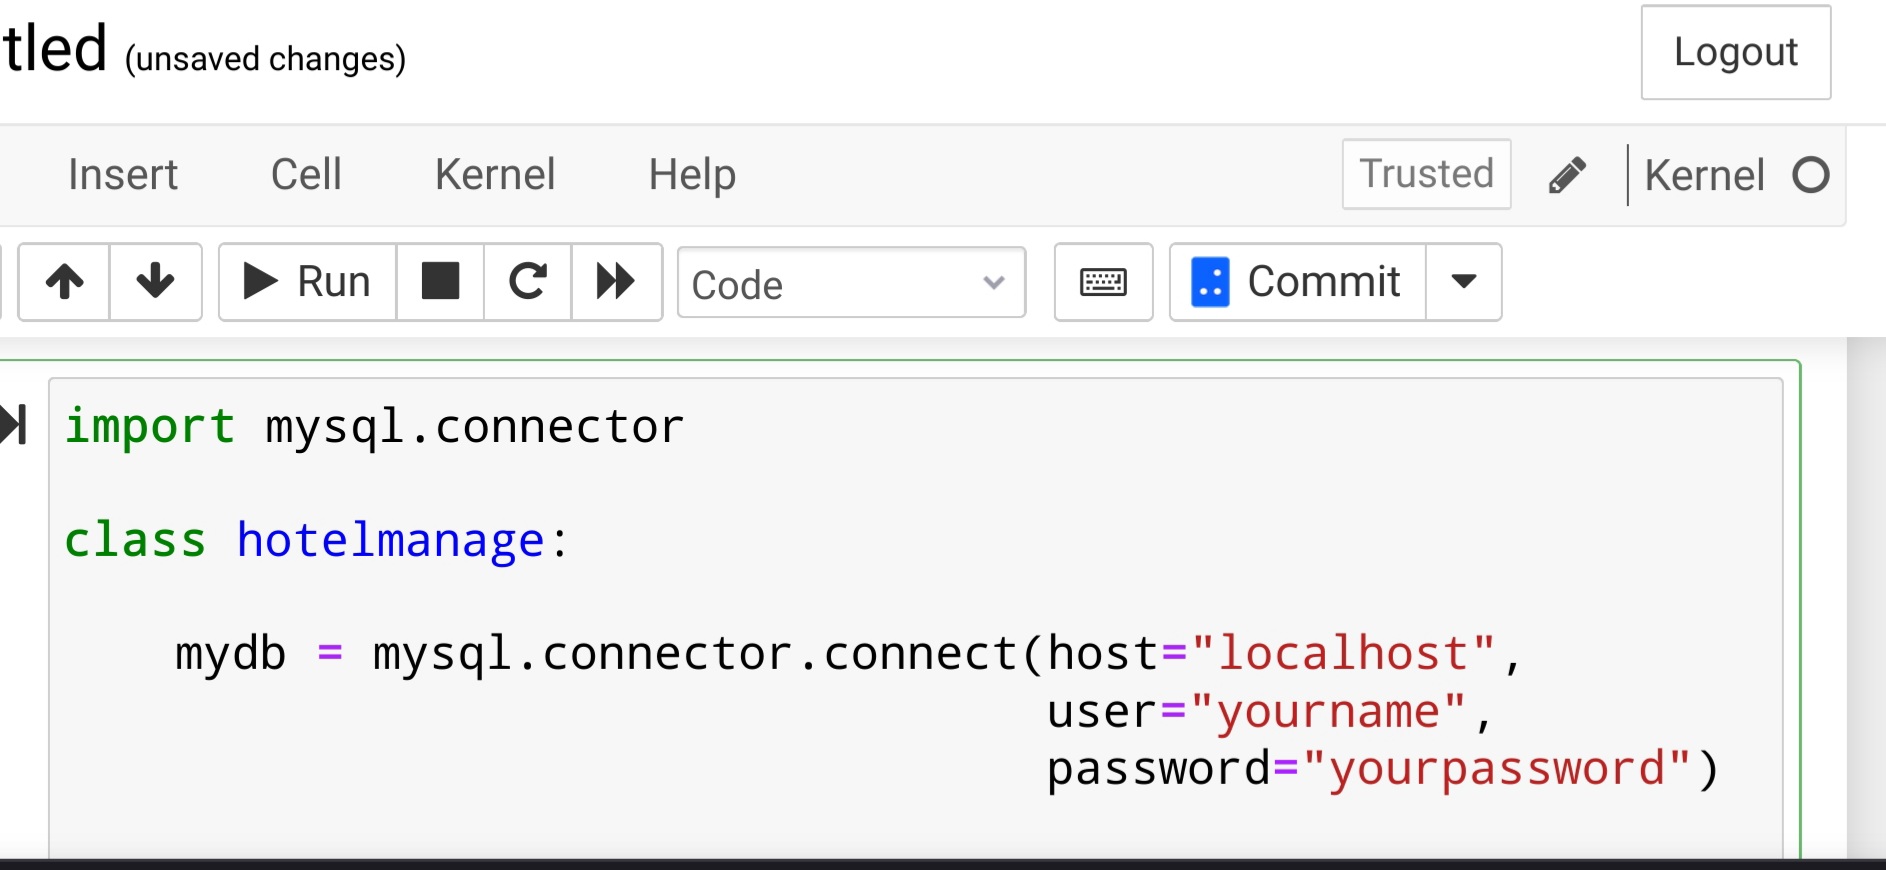 tled (unsaved changes)
Logout
Insert Cell Kernel Help Trusted Kernel
Run Code Commit
import mysql.connector
class hotelmanage:
mydb = mysql.connector.connect(host="localhost",
user="yourname",
password="yourpassword")